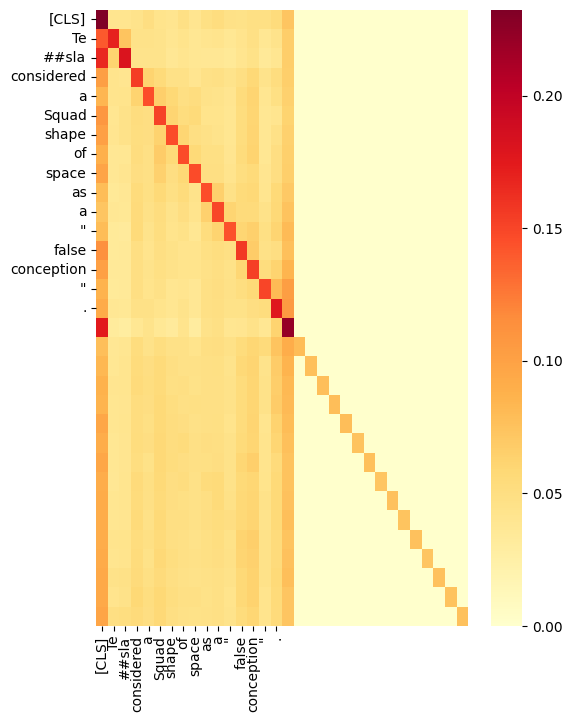 [CLS]
Te
##sla
considered
a
Squad
shape
of
space
as
a
"
false
conception
"
.
0.20
0.15
0.10
0.05
0.00
[CLS]
Te
##sla
considered
a
Squad
shape
of
space
as
a
"
false
conception
"
.